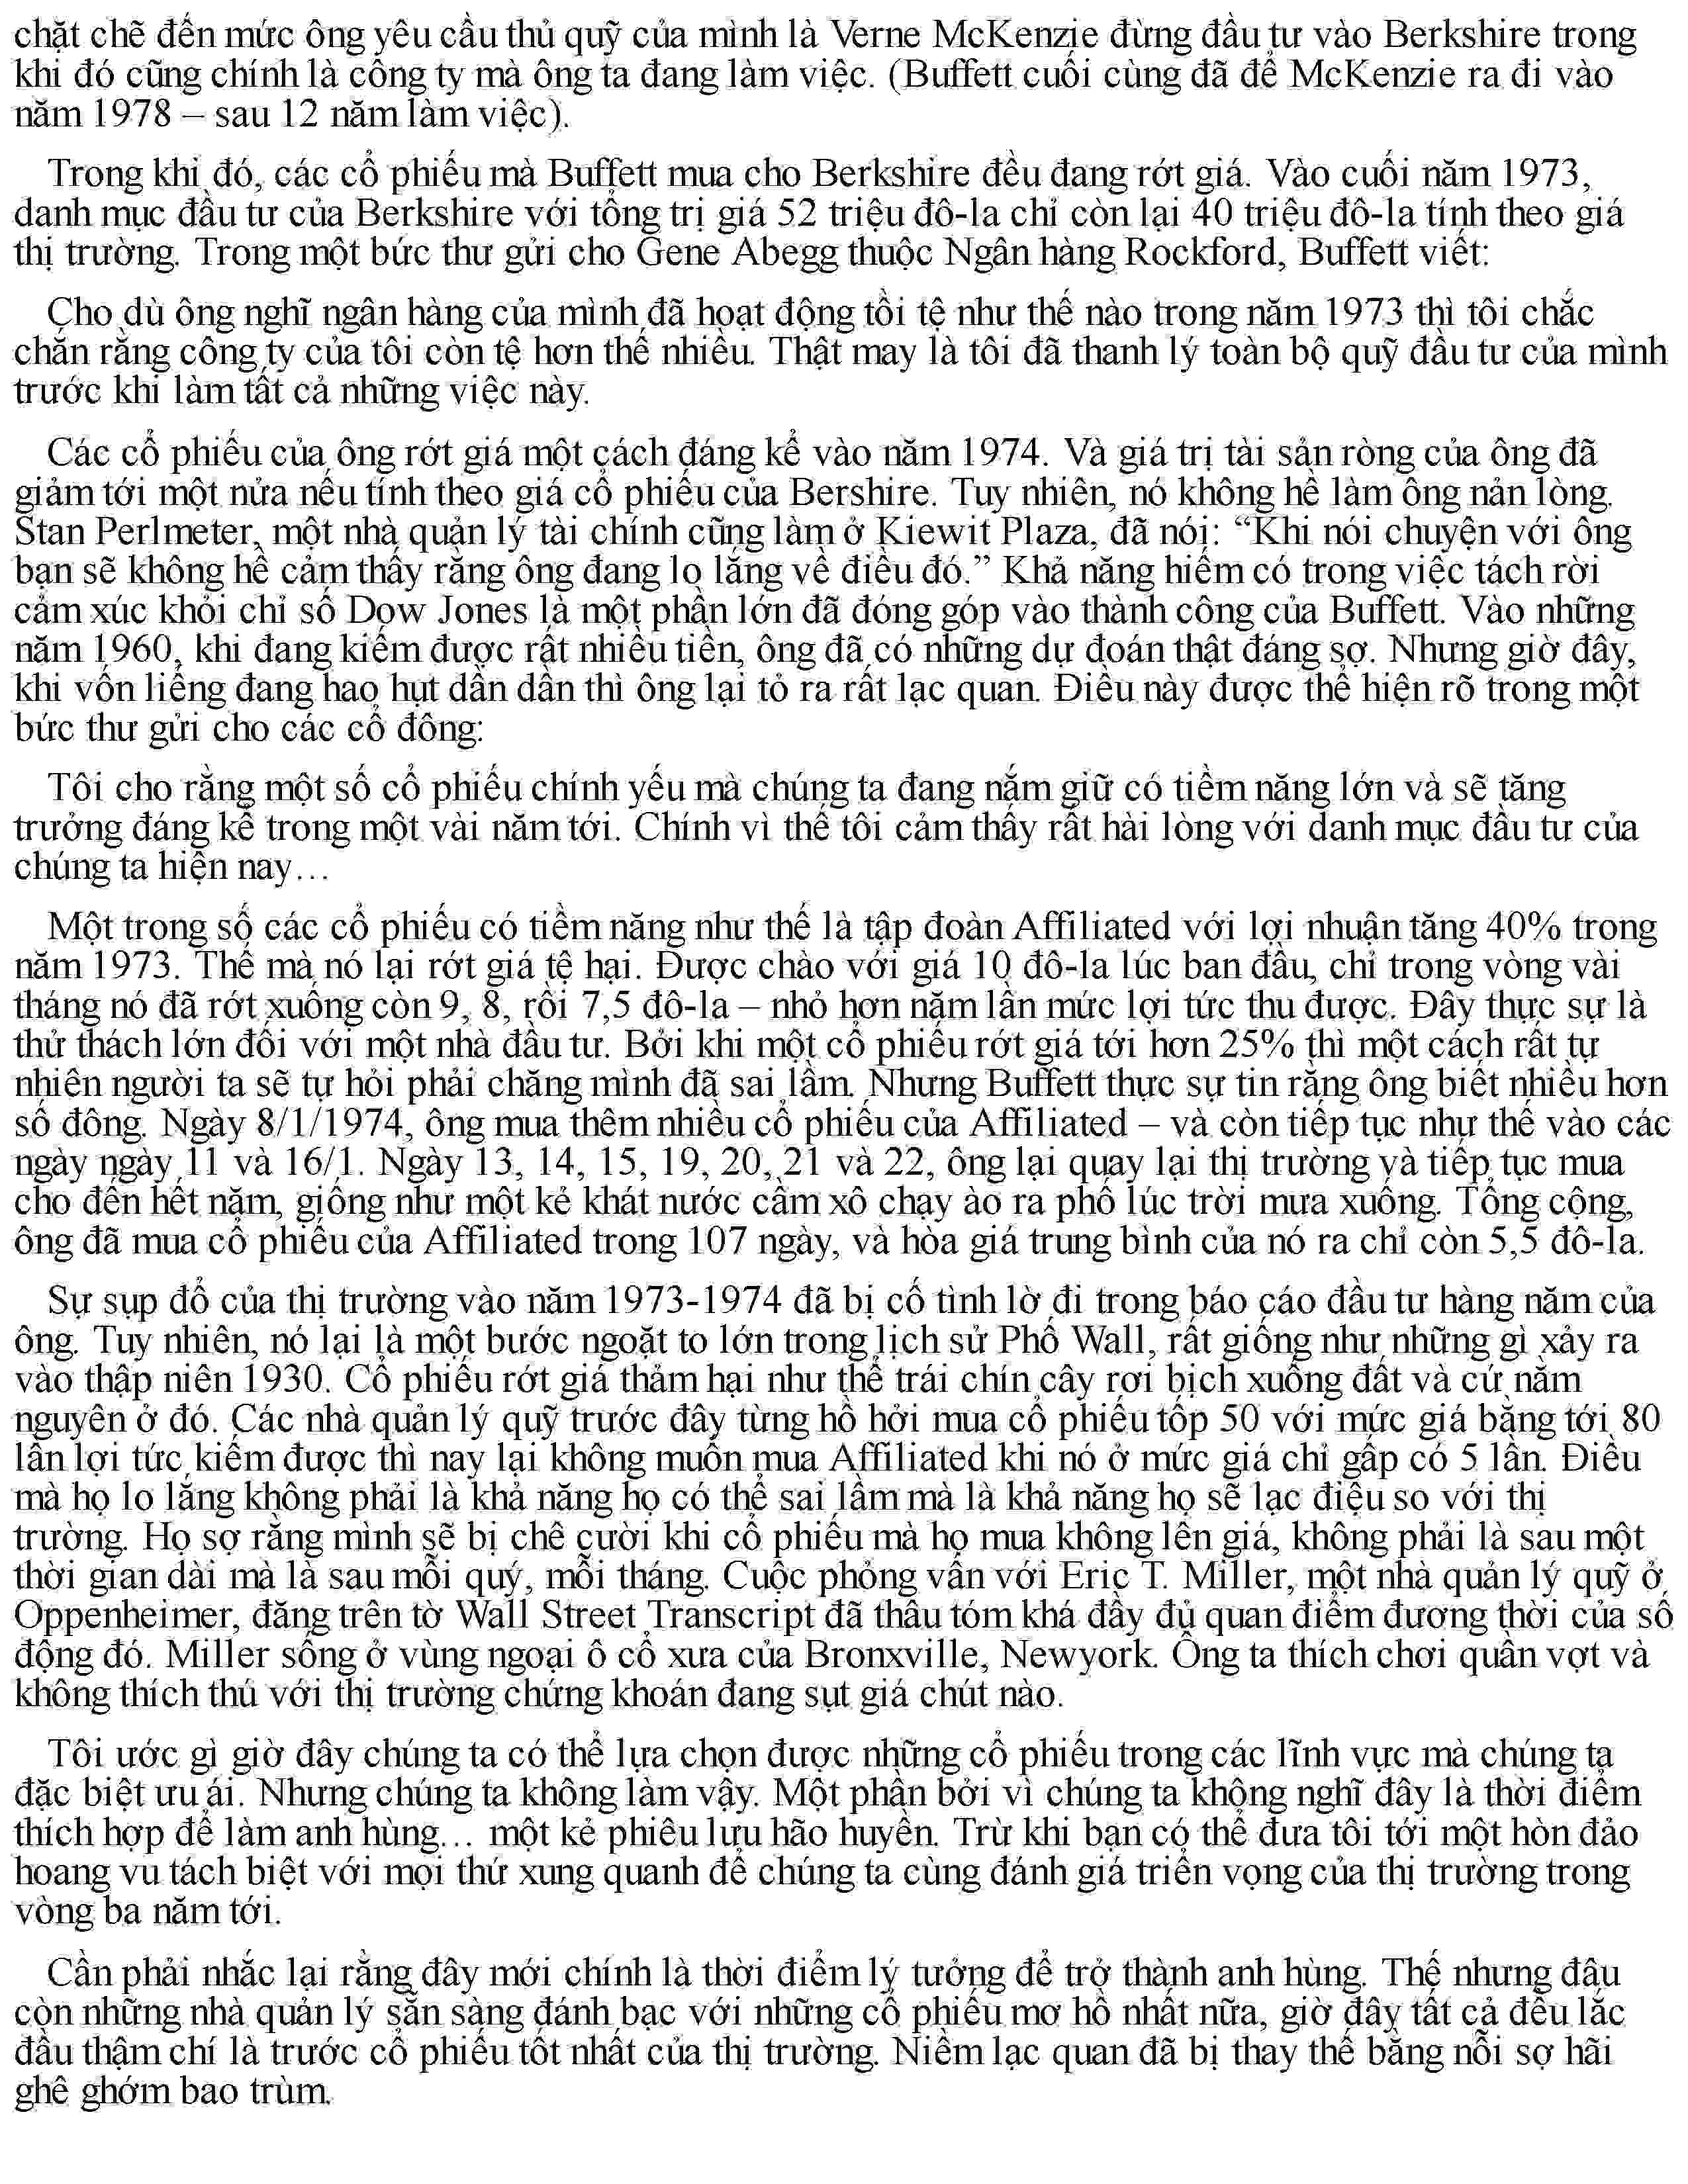 chặt chẽ đến mức ông yêu cầu thủ quỹ của mình là Verne McKenzie đừng đầu tư vào Berkshire trong
khi đó cũng chính là công ty mà ông ta đang làm việc. (Buffett cuối cùng đã để McKenzie ra đi vào
năm 1978 – sau 12 năm làm việc).
Trong khi đó, các cổ phiếu mà Buffett mua cho Berkshire đều đang rớt giá. Vào cuối năm 1973,
danh mục đầu tư của Berkshire với tổng trị giá 52 triệu đô-la chỉ còn lại 40 triệu đô-la tính theo giá
thị trường. Trong một bức thư gửi cho Gene Abegg thuộc Ngân hàng Rockford, Buffett viết:
Cho dù ông nghĩ ngân hàng của mình đã hoạt động tồi tệ như thế nào trong năm 1973 thì tôi chắc
chắn rằng công ty của tôi còn tệ hơn thế nhiều. Thật may là tôi đã thanh lý toàn bộ quỹ đầu tư của mình
trước khi làm tất cả những việc này.
Các cổ phiếu của ông rớt giá một cách đáng kể vào năm 1974. Và giá trị tài sản ròng của ông đã
giảm tới một nửa nếu tính theo giá cổ phiếu của Bershire. Tuy nhiên, nó không hề làm ông nản lòng.
Stan Perlmeter, một nhà quản lý tài chính cũng làm ở Kiewit Plaza, đã nói: “Khi nói chuyện với ông
bạn sẽ không hề cảm thấy rằng ông đang lo lắng về điều đó.” Khả năng hiếm có trong việc tách rời
cảm xúc khỏi chỉ số Dow Jones là một phần lớn đã đóng góp vào thành công của Buffett. Vào những
năm 1960, khi đang kiếm được rất nhiều tiền, ông đã có những dự đoán thật đáng sợ. Nhưng giờ đây,
khi vốn liếng đang hao hụt dần dần thì ông lại tỏ ra rất lạc quan. Điều này được thể hiện rõ trong một
bức thư gửi cho các cổ đông:
Tôi cho rằng một số cổ phiếu chính yếu mà chúng ta đang nắm giữ có tiềm năng lớn và sẽ tăng
trưởng đáng kể trong một vài năm tới. Chính vì thế tôi cảm thấy rất hài lòng với danh mục đầu tư của
chúng ta hiện nay…
Một trong số các cổ phiếu có tiềm năng như thế là tập đoàn Affiliated với lợi nhuận tăng 40% trong
năm 1973. Thế mà nó lại rớt giá tệ hại. Được chào với giá 10 đô-la lúc ban đầu, chỉ trong vòng vài
tháng nó đã rớt xuống còn 9, 8, rồi 7,5 đô-la – nhỏ hơn năm lần mức lợi tức thu được. Đây thực sự là
thử thách lớn đối với một nhà đầu tư. Bởi khi một cổ phiếu rớt giá tới hơn 25% thì một cách rất tự
nhiên người ta sẽ tự hỏi phải chăng mình đã sai lầm. Nhưng Buffett thực sự tin rằng ông biết nhiều hơn
số đông. Ngày 8/1/1974, ông mua thêm nhiều cổ phiếu của Affiliated – và còn tiếp tục như thế vào các
ngày ngày 11 và 16/1. Ngày 13, 14, 15, 19, 20, 21 và 22, ông lại quay lại thị trường và tiếp tục mua
cho đến hết năm, giống như một kẻ khát nước cầm xô chạy ào ra phố lúc trời mưa xuống. Tổng cộng,
ông đã mua cổ phiếu của Affiliated trong 107 ngày, và hòa giá trung bình của nó ra chỉ còn 5,5 đô-la.
Sự sụp đổ của thị trường vào năm 1973-1974 đã bị cố tình lờ đi trong báo cáo đầu tư hàng năm của
ông. Tuy nhiên, nó lại là một bước ngoặt to lớn trong lịch sử Phố Wall, rất giống như những gì xảy ra
vào thập niên 1930. Cổ phiếu rớt giá thảm hại như thể trái chín cây rơi bịch xuống đất và cứ nằm
nguyên ở đó. Các nhà quản lý quỹ trước đây từng hồ hởi mua cổ phiếu tốp 50 với mức giá bằng tới 80
lần lợi tức kiếm được thì nay lại không muốn mua Affiliated khi nó ở mức giá chỉ gấp có 5 lần. Điều
mà họ lo lắng không phải là khả năng họ có thể sai lầm mà là khả năng họ sẽ lạc điệu so với thị
trường. Họ sợ rằng mình sẽ bị chê cười khi cổ phiếu mà họ mua không lên giá, không phải là sau một
thời gian dài mà là sau mỗi quý, mỗi tháng. Cuộc phỏng vấn với Eric T. Miller, một nhà quản lý quỹ ở
Oppenheimer, đăng trên tờ Wall Street Transcript đã thâu tóm khá đầy đủ quan điểm đương thời của số
động đó. Miller sống ở vùng ngoại ô cổ xưa của Bronxville, Newyork. Ông ta thích chơi quần vợt và
không thích thú với thị trường chứng khoán đang sụt giá chút nào.
Tôi ước gì giờ đây chúng ta có thể lựa chọn được những cổ phiếu trong các lĩnh vực mà chúng ta
đặc biệt ưu ái. Nhưng chúng ta không làm vậy. Một phần bởi vì chúng ta không nghĩ đây là thời điểm
thích hợp để làm anh hùng… một kẻ phiêu lưu hão huyền. Trừ khi bạn có thể đưa tôi tới một hòn đảo
hoang vu tách biệt với mọi thứ xung quanh để chúng ta cùng đánh giá triển vọng của thị trường trong
vòng ba năm tới.
Cần phải nhắc lại rằng đây mới chính là thời điểm lý tưởng để trở thành anh hùng. Thế nhưng đâu
còn những nhà quản lý sẵn sàng đánh bạc với những cổ phiếu mơ hồ nhất nữa, giờ đây tất cả đều lắc
đầu thậm chí là trước cổ phiếu tốt nhất của thị trường. Niềm lạc quan đã bị thay thế bằng nỗi sợ hãi
ghê ghớm bao trùm.